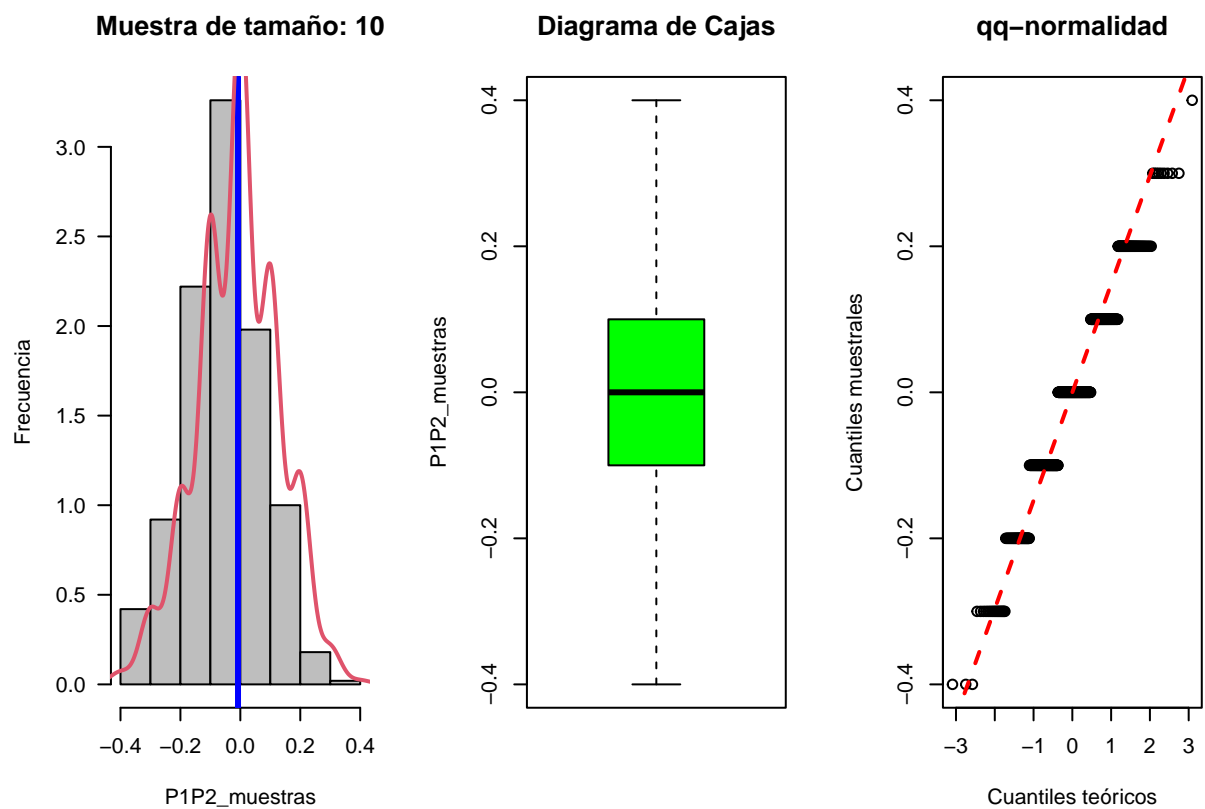 Muestra de tamaño: 10
Frecuencia
3.0
2.5
2.0
1.5
1.0
0.5
0.0
−0.4 −0.2 0.0 0.2 0.4
P1P2_muestras
Diagrama de Cajas
P1P2_muestras
0.4
0.2
0.0
−0.2
−0.4
qq−normalidad
Cuantiles muestrales
0.4
0.2
0.0
−0.2
−0.4
−3 −1 0 1 2 3
Cuantiles teóricos